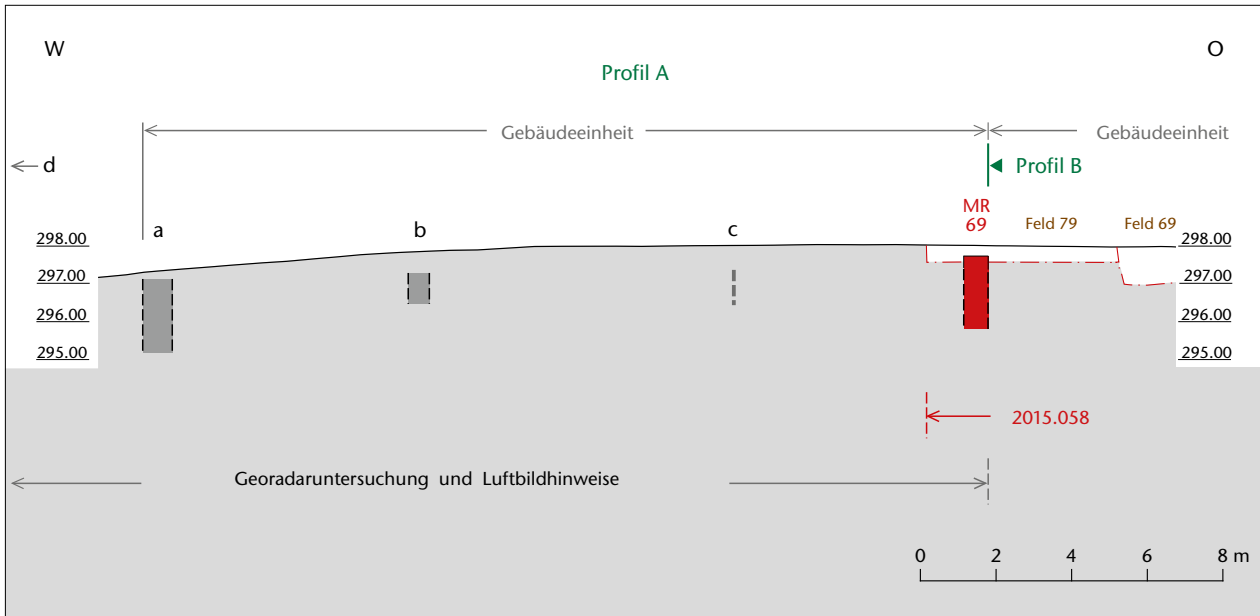 W O
Profil A
Gebäudeeinheit Gebäudeeinheit
d Profil B
MR
69 Feld 79 Feld 69
a b c
298.00 298.00
297.00 297.00
296.00 296.00
295.00 295.00
2015.058
Georadaruntersuchung und Luftbildhinweise
0 2 4 6 8 m